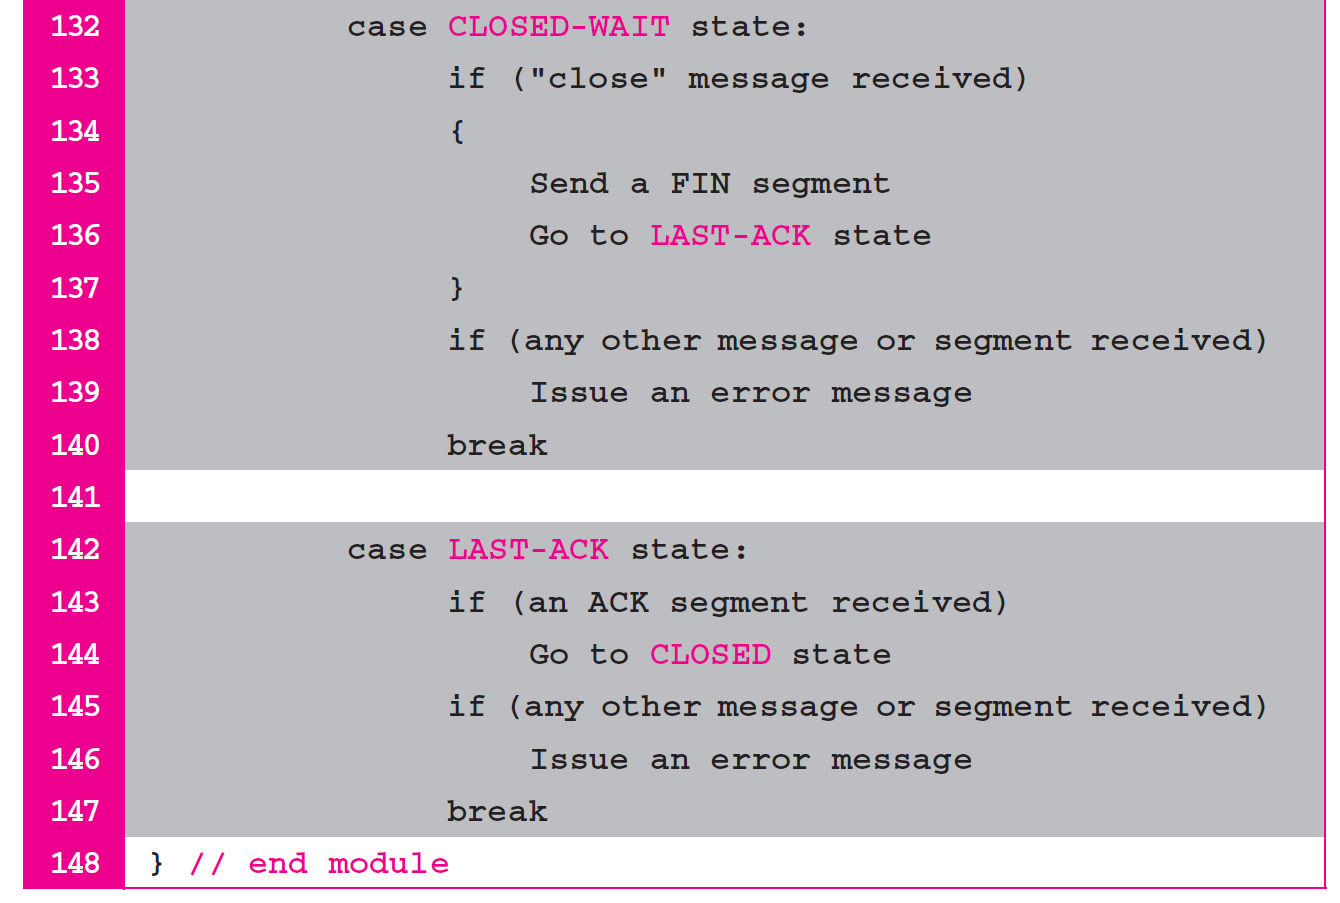 132 case CLOSED-WAIT state:
133 if ("close" message received)
134 {
135 Send a FIN segment
136 Go to LAST-ACK state
137 }
138 if (any other message or segment received)
139 Issue an error message
140 break
141
142 case LAST-ACK state:
143 if (an ACK segment received)
144 Go to CLOSED state
145 if (any other message or segment received)
146 Issue an error message
147 break
148 } // end module